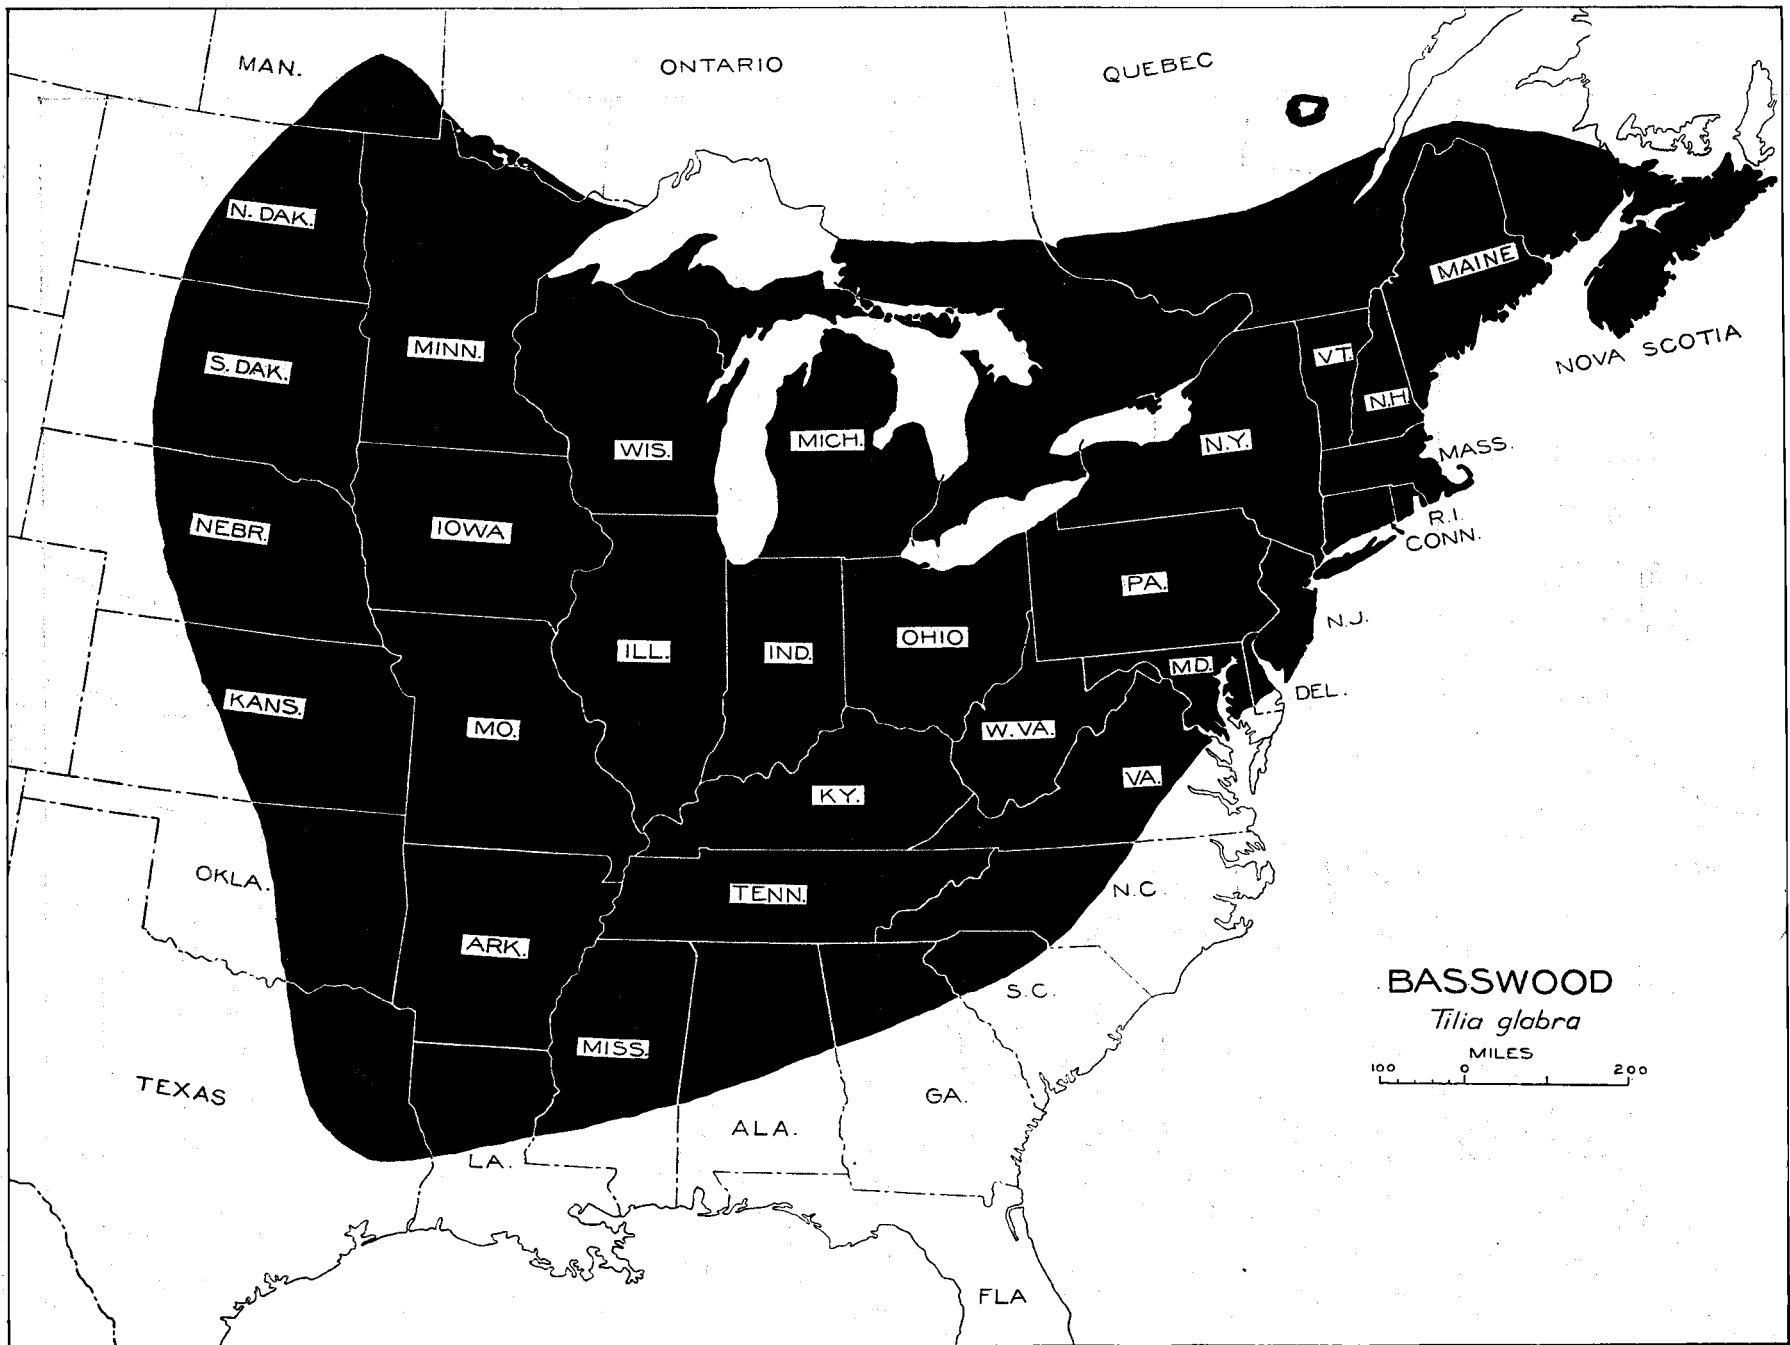 MAN.
ONTARIO
QUEBEC
N. DAK.
MAINE
S. DAK.
MINN.
VT.
NOVA SCOTIA
N.H.
WIS.
MICH.
N.Y.
MASS.
NEBR.
IOWA
R.I.
CONN.
PA.
N.J.
ILL.
IND.
OHIO
MD.
DEL.
KANS.
MO.
W. VA.
VA.
KY.
OKLA.
TENN.
N.C.
ARK.
S.C.
BASSWOOD
Tilia glabra
MILES
100 0 200
MISS.
TEXAS
GA.
ALA.
LA.
FLA